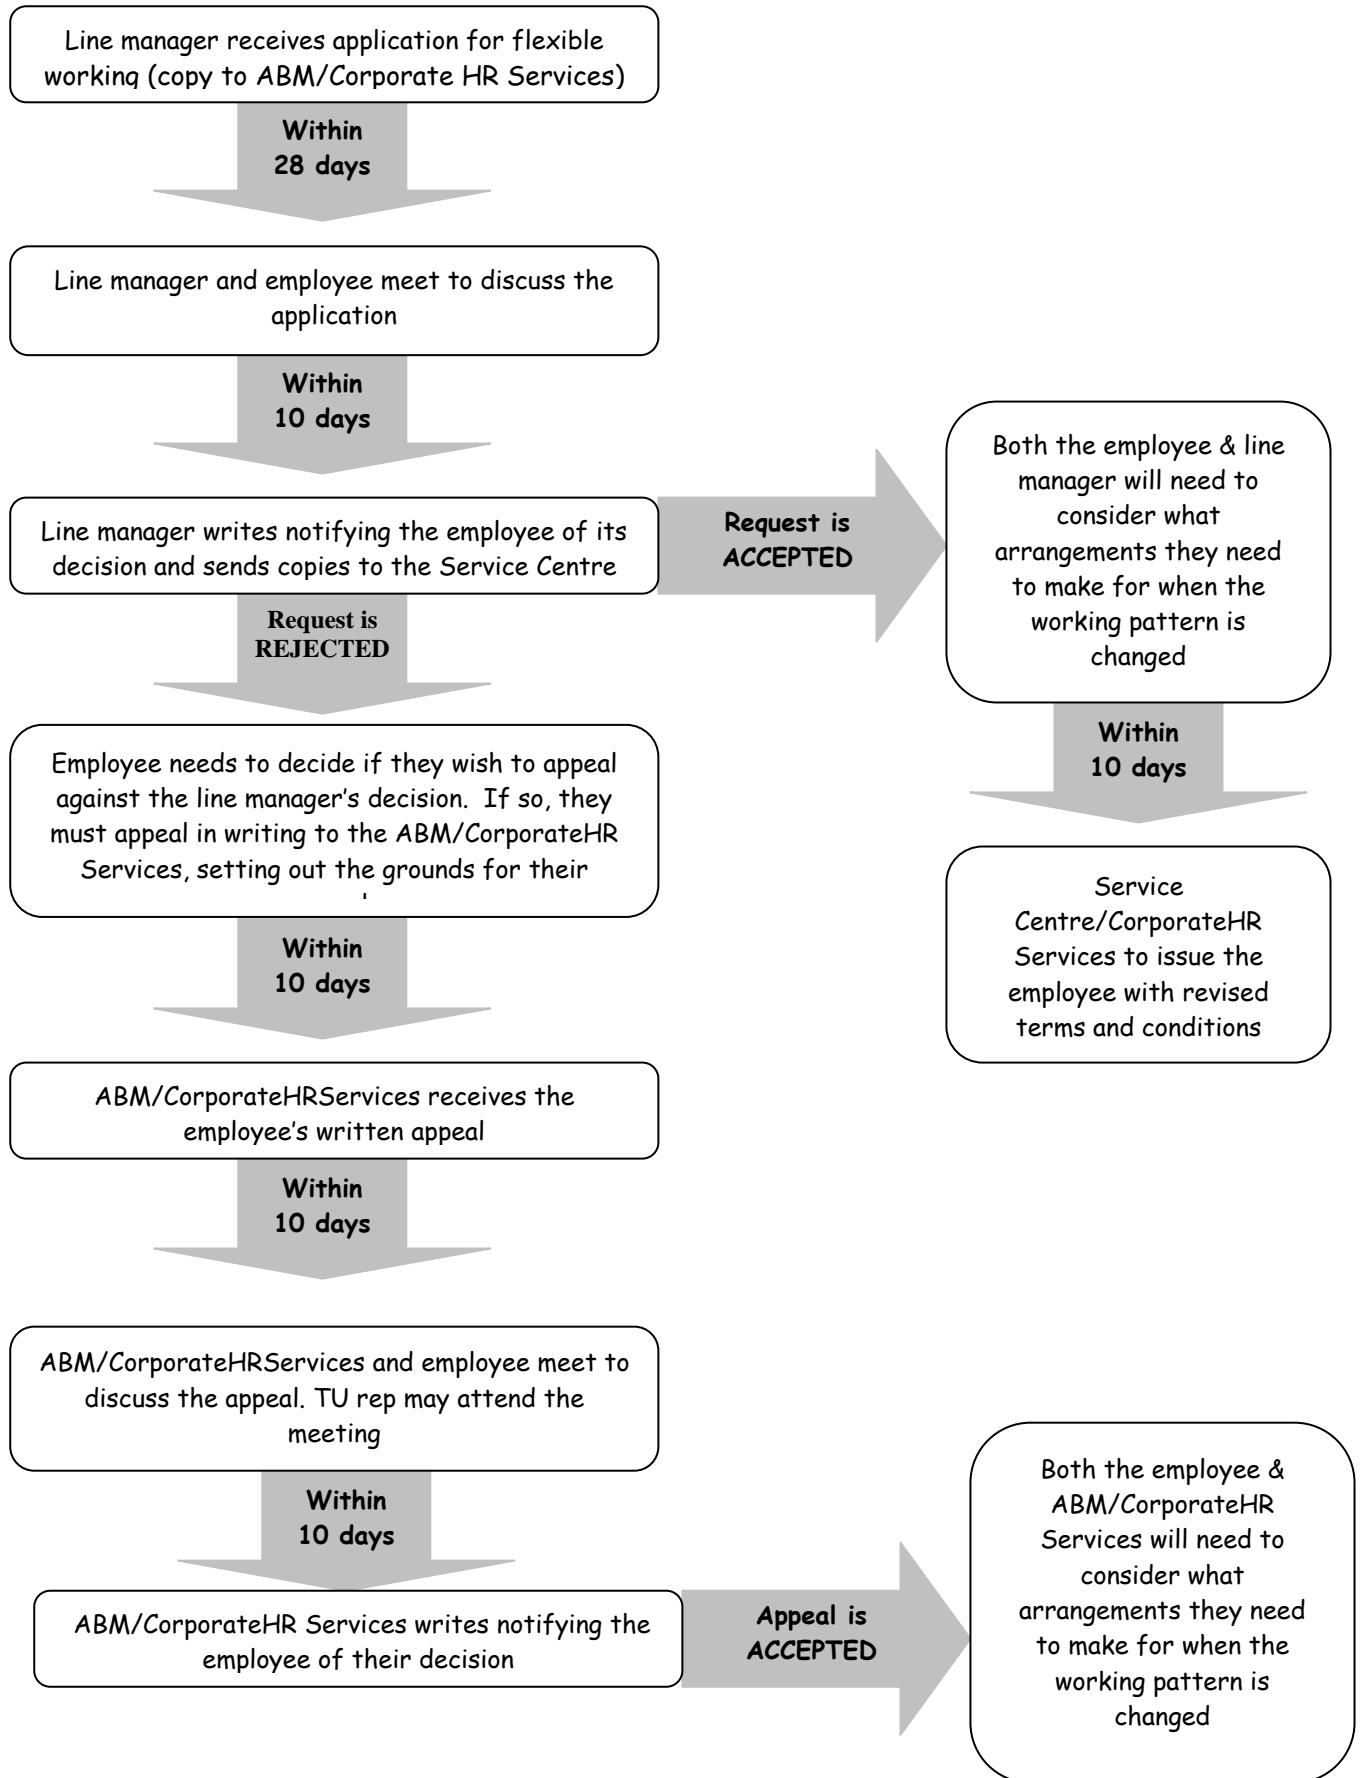 Line manager receives application for flexible
working (copy to ABM/Corporate HR Services)
Within
28 days
Line manager and employee meet to discuss the
application
Within
10 days
Line manager writes notifying the employee of its
decision and sends copies to the Service Centre
Request is
ACCEPTED
Both the employee & line
manager will need to
consider what
arrangements they need
to make for when the
working pattern is
changed
Within
10 days
Service
Centre/CorporateHR
Services to issue the
employee with revised
terms and conditions
Request is
REJECTED
Employee needs to decide if they wish to appeal
against the line manager's decision.  If so, they
must appeal in writing to the ABM/CorporateHR
Services, setting out the grounds for their
Within
10 days
ABM/CorporateHRServices receives the
employee's written appeal
Within
10 days
ABM/CorporateHRServices and employee meet to
discuss the appeal. TU rep may attend the
meeting
Within
10 days
ABM/CorporateHR Services writes notifying the
employee of their decision
Appeal is
ACCEPTED
Both the employee &
ABM/CorporateHR
Services will need to
consider what
arrangements they need
to make for when the
working pattern is
changed